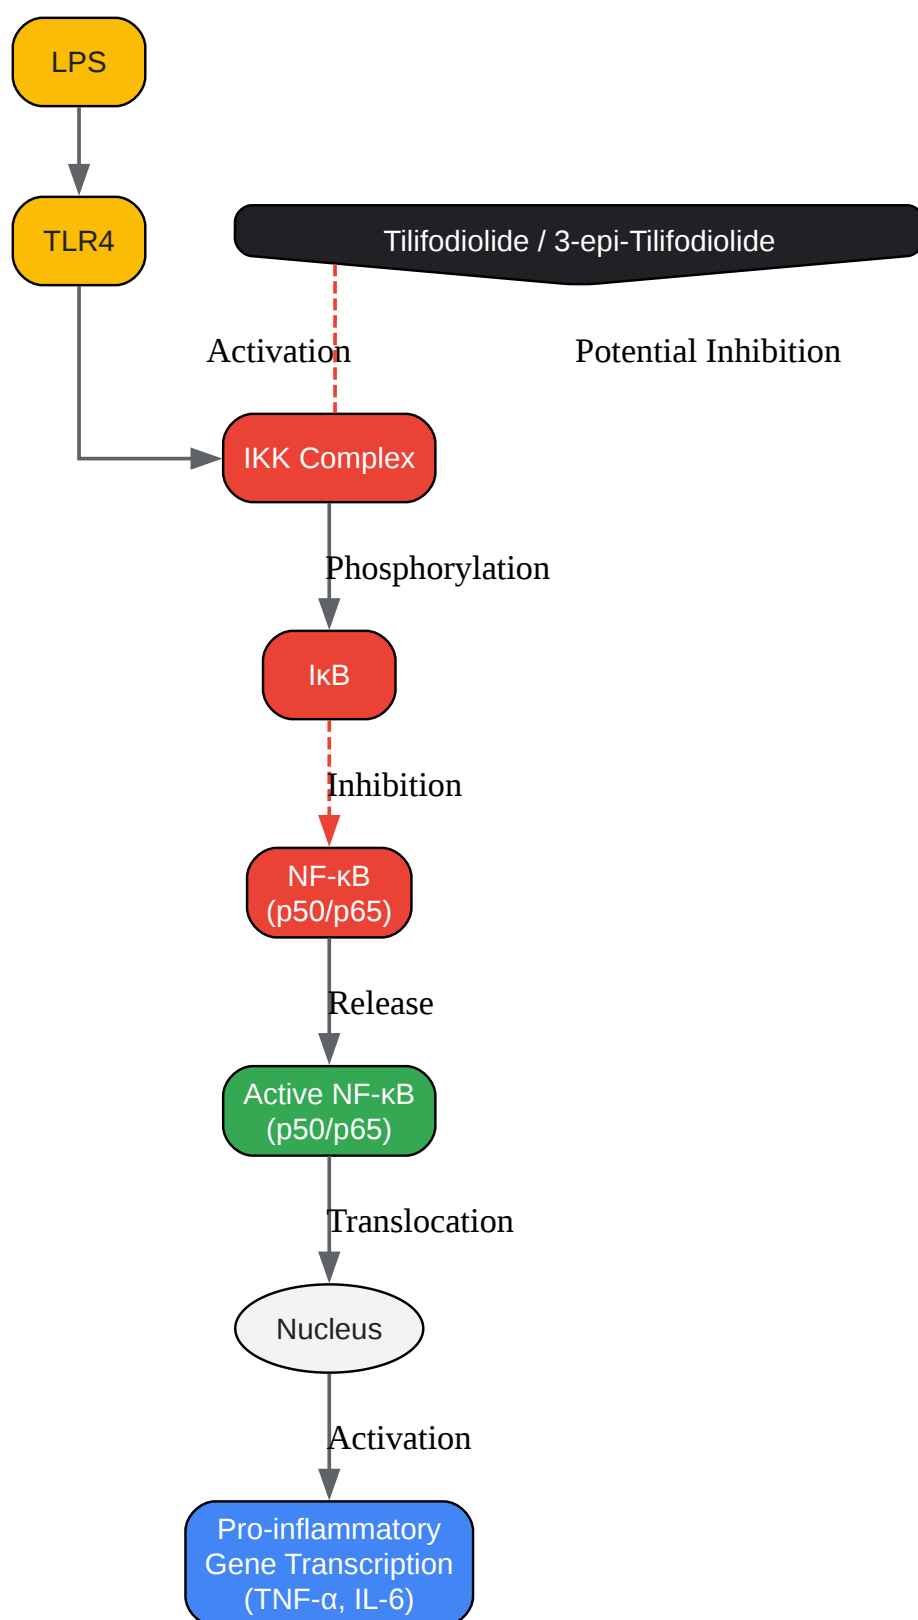 LPS
TLR4
Tilifodiolide / 3-epi-Tilifodiolide
Activation
Potential Inhibition
IKK Complex
Phosphorylation
IκB
Inhibition
NF-κB
(p50/p65)
Release
Active NF-κB
(p50/p65)
Translocation
Nucleus
Activation
Pro-inflammatory
Gene Transcription
(TNF-α, IL-6)